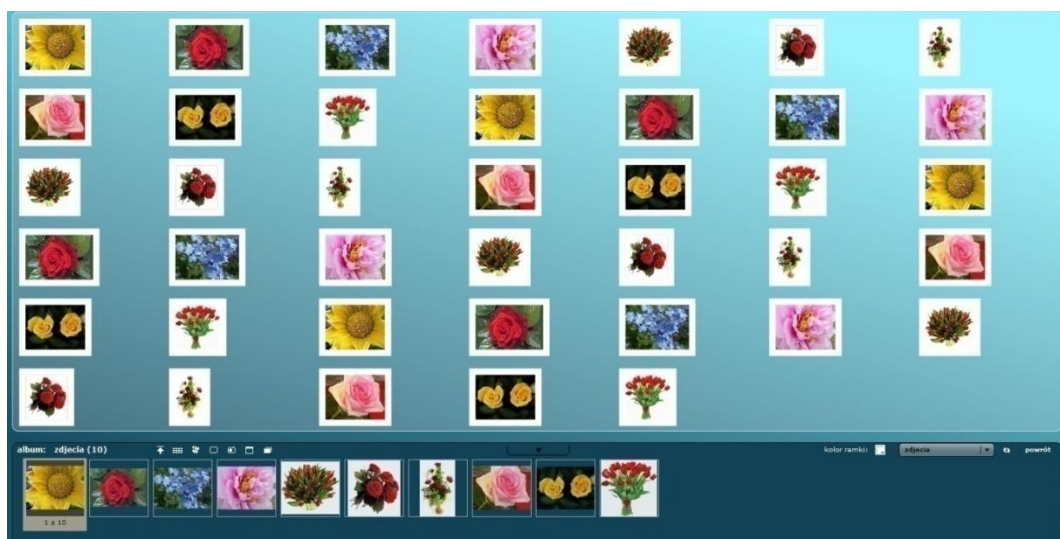 album: zdjecia (10)
kolor ramki:
zdjecia
powrót
1 z 10